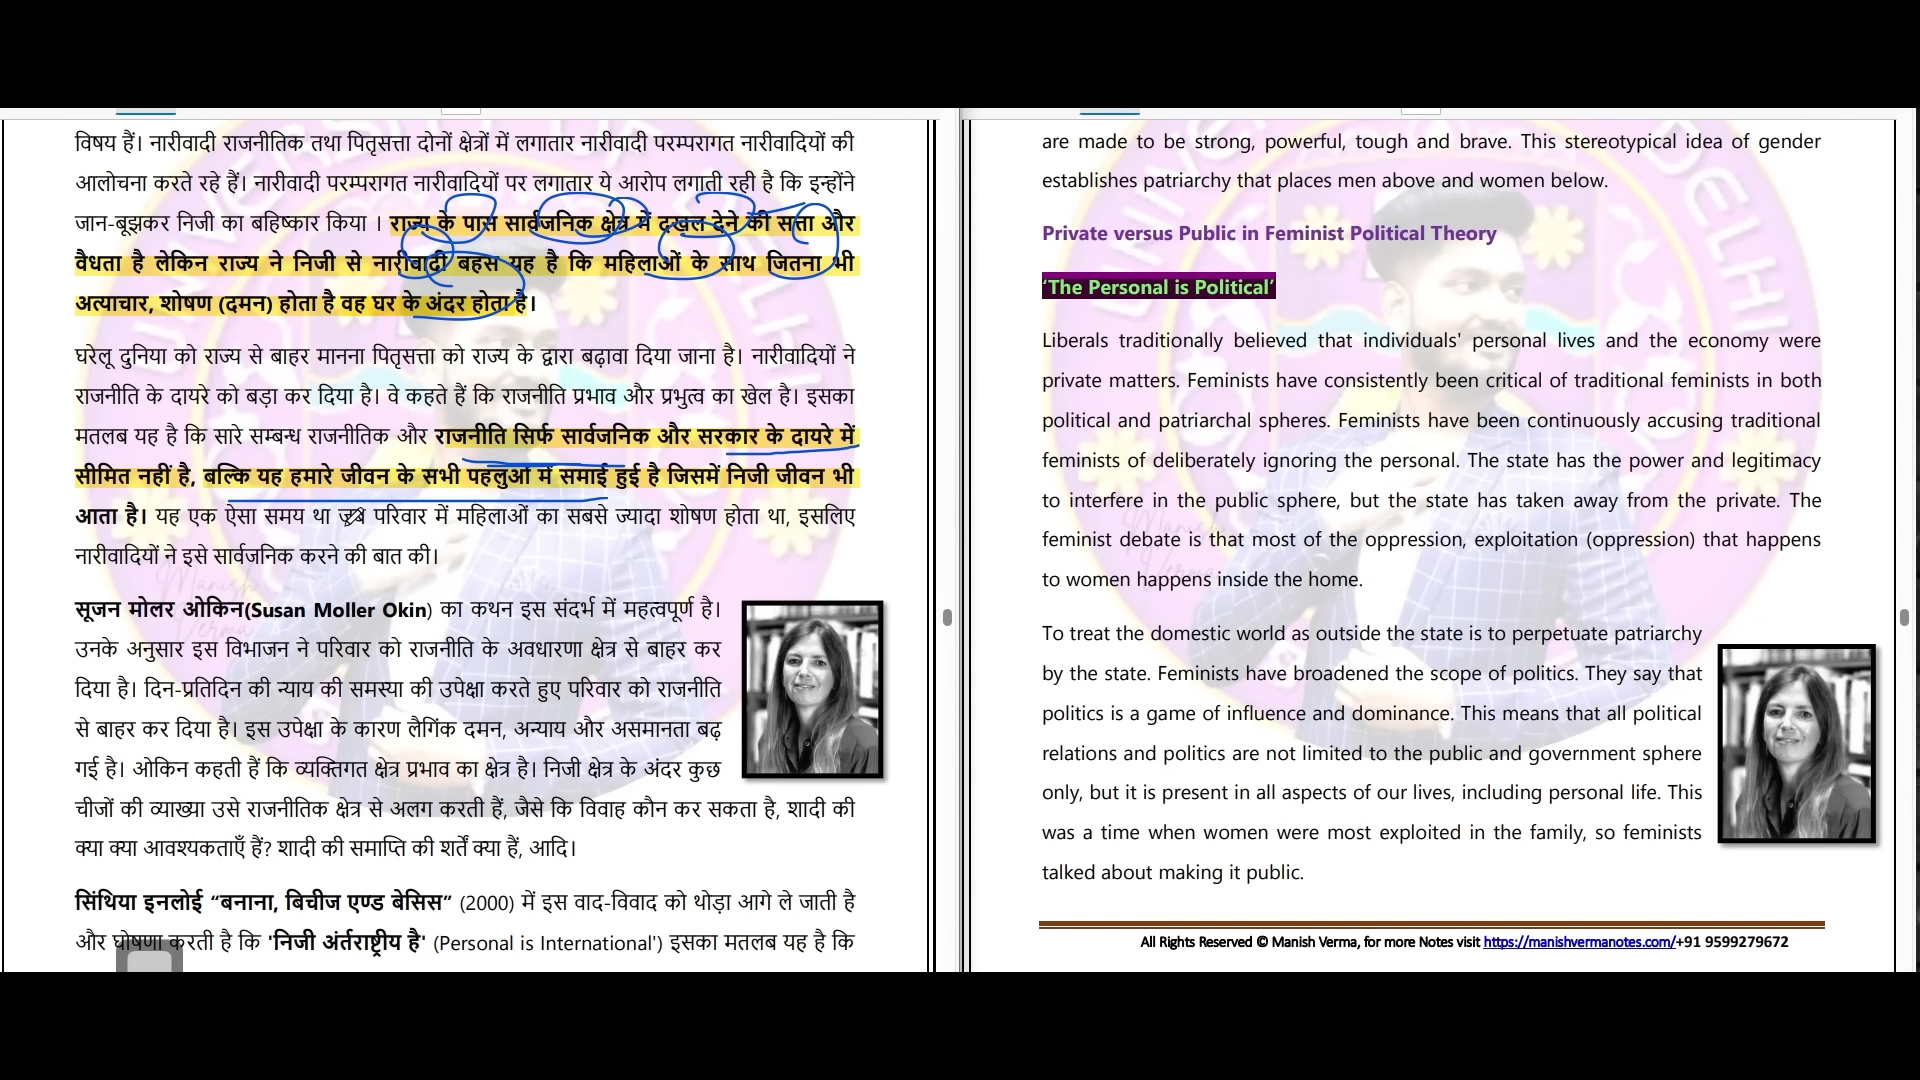 विषय हैं। नारीवादी राजनीतिक तथा पितृसत्ता दोनों क्षेत्रों में लगातार नारीवादी परम्परागत नारीवादियों की
आलोचना करते रहे हैं। नारीवादी परम्परागत नारीवादियों पर लगातार ये आरोप लगाती रही है कि इन्होंने
जान-बूझकर निजी का बहिष्कार किया । राज्य के पास सार्वजनिक क्षेत्र में दखल देने की सत्ता और
वैधता है लेकिन राज्य ने निजी से नारीवादी बहस यह है कि महिलाओं के साथ जितना भी
अत्याचार, शोषण (दमन) होता है वह घर के अंदर होता है।
घरेलू दुनिया को राज्य से बाहर मानना पितृसत्ता को राज्य के द्वारा बढ़ावा दिया जाना है। नारीवादियों ने
राजनीति के दायरे को बड़ा कर दिया है। वे कहते हैं कि राजनीति प्रभाव और प्रभुत्व का खेल है। इसका
मतलब यह है कि सारे सम्बन्ध राजनीतिक और राजनीति सिर्फ सार्वजनिक और सरकार के दायरे में
सीमित नहीं है, बल्कि यह हमारे जीवन के सभी पहलुओं में समाई हुई है जिसमें निजी जीवन भी
आता है। यह एक ऐसा समय था जब परिवार में महिलाओं का सबसे ज्यादा शोषण होता था, इसलिए
नारीवादियों ने इसे सार्वजनिक करने की बात की।
सूजन मोलर ओकिन(Susan Moller Okin) का कथन इस संदर्भ में महत्वपूर्ण है।
उनके अनुसार इस विभाजन ने परिवार को राजनीति के अवधारणा क्षेत्र से बाहर कर
दिया है। दिन-प्रतिदिन की न्याय की समस्या की उपेक्षा करते हुए परिवार को राजनीति
से बाहर कर दिया है। इस उपेक्षा के कारण लैगिंक दमन, अन्याय और असमानता बढ़
गई है। ओकिन कहती हैं कि व्यक्तिगत क्षेत्र प्रभाव का क्षेत्र है। निजी क्षेत्र के अंदर कुछ
चीजों की व्याख्या उसे राजनीतिक क्षेत्र से अलग करती हैं, जैसे कि विवाह कौन कर सकता है, शादी की
क्या क्या आवश्यकताएँ हैं? शादी की समाप्ति की शर्तें क्या हैं, आदि।
सिंथिया इनलोई “बनाना, बिचीज एण्ड बेसिस” (2000) में इस वाद-विवाद को थोड़ा आगे ले जाती है
और घोषणा करती है कि 'निजी अंर्तराष्ट्रीय है' (Personal is International') इसका मतलब यह है कि
are made to be strong, powerful, tough and brave. This stereotypical idea of gender
establishes patriarchy that places men above and women below.
Private versus Public in Feminist Political Theory
‘The Personal is Political’
Liberals traditionally believed that individuals' personal lives and the economy were
private matters. Feminists have consistently been critical of traditional feminists in both
political and patriarchal spheres. Feminists have been continuously accusing traditional
feminists of deliberately ignoring the personal. The state has the power and legitimacy
to interfere in the public sphere, but the state has taken away from the private. The
feminist debate is that most of the oppression, exploitation (oppression) that happens
to women happens inside the home.
To treat the domestic world as outside the state is to perpetuate patriarchy
by the state. Feminists have broadened the scope of politics. They say that
politics is a game of influence and dominance. This means that all political
relations and politics are not limited to the public and government sphere
only, but it is present in all aspects of our lives, including personal life. This
was a time when women were most exploited in the family, so feminists
talked about making it public.
All Rights Reserved © Manish Verma, for more Notes visit https://manishvermanotes.com/+91 9599279672